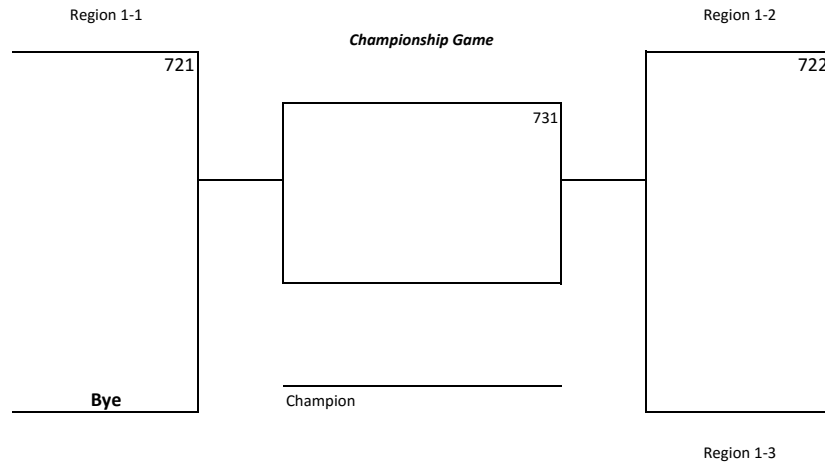 Region 1-1
Region 1-2
Championship Game
721
722
731
Bye
Champion
Region 1-3